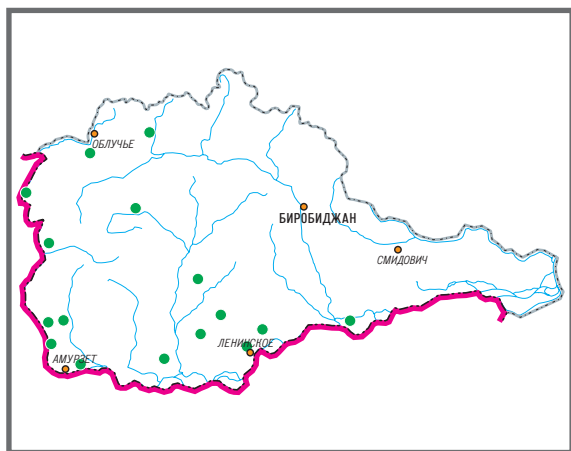 ОБЛУЧЬЕ
БИРОБИДЖАН
СМИДОВИЧ
ЛЕНИНСКОЕ
АМУРЗЕТ